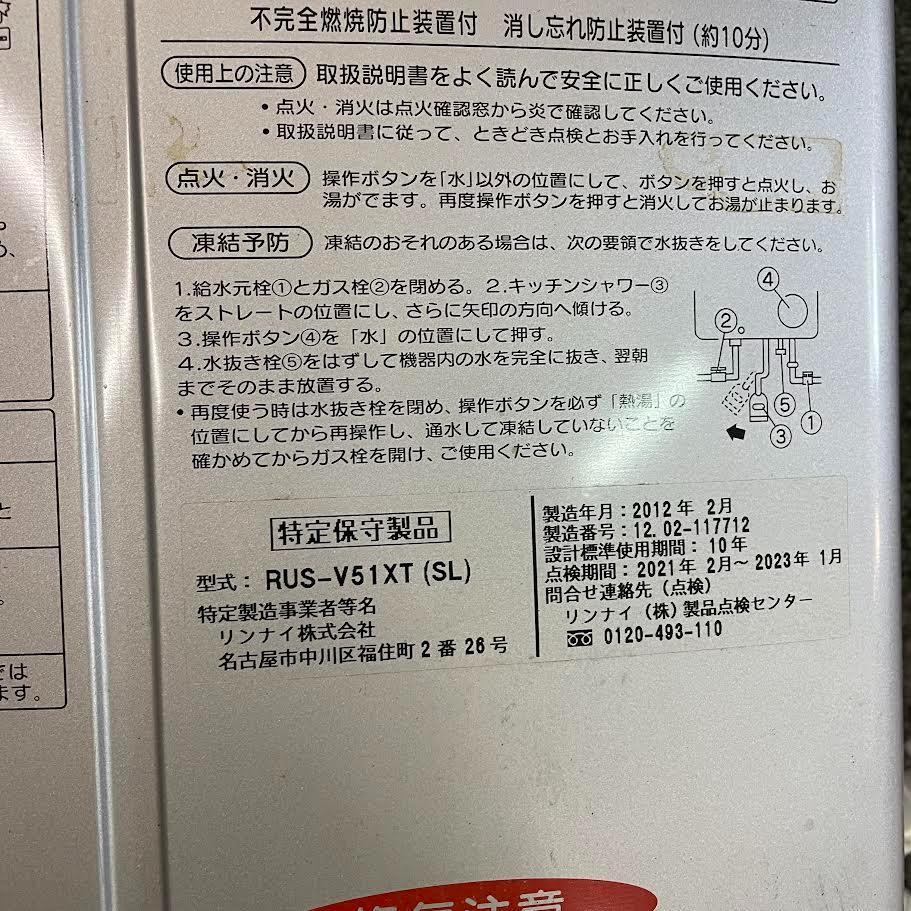 不完全燃焼防止装置付 消し忘れ防止装置付(約10分)
使用上の注意 取扱説明書をよく読んで安全に正しくご使用ください。
・点火・消火は点火確認窓から炎で確認してください。
・取扱説明書に従って、ときどき点検とお手入れを行ってください。
点火・消火 操作ボタンを「水」以外の位置にして、ボタンを押すと点火し、お
湯がでます。再度操作ボタンを押すと消火してお湯が止まります。
凍結予防 凍結のおそれのある場合は、次の要領で水抜きをしてください。
1.給水元栓①とガス栓②を閉める。2.キッチンシャワー③
をストレートの位置にし、さらに矢印の方向へ傾ける。
3.操作ボタン④を「水」の位置にして押す。
4.水抜き栓⑤をはずして機器内の水を完全に抜き、翌朝
までそのまま放置する。
・再度使う時は水抜き栓を閉め、操作ボタンを必ず「熱湯」の
位置にしてから再操作し、通水して凍結していないことを
確かめてからガス栓を開け、ご使用ください。
④
②
⑤
①
③
特定保守製品
型式: RUS-V51XT(SL)
特定製造事業者等名
リンナイ株式会社
名古屋市中川区福住町2番26号
製造年月:2012年 2月
製造番号:12.02-117712
設計標準使用期間:10年
点検期間:2021年 2月~2023年 1月
問合せ連絡先(点検)
リンナイ(株)製品点検センター
0120-493-110
では
ます。
換気注意